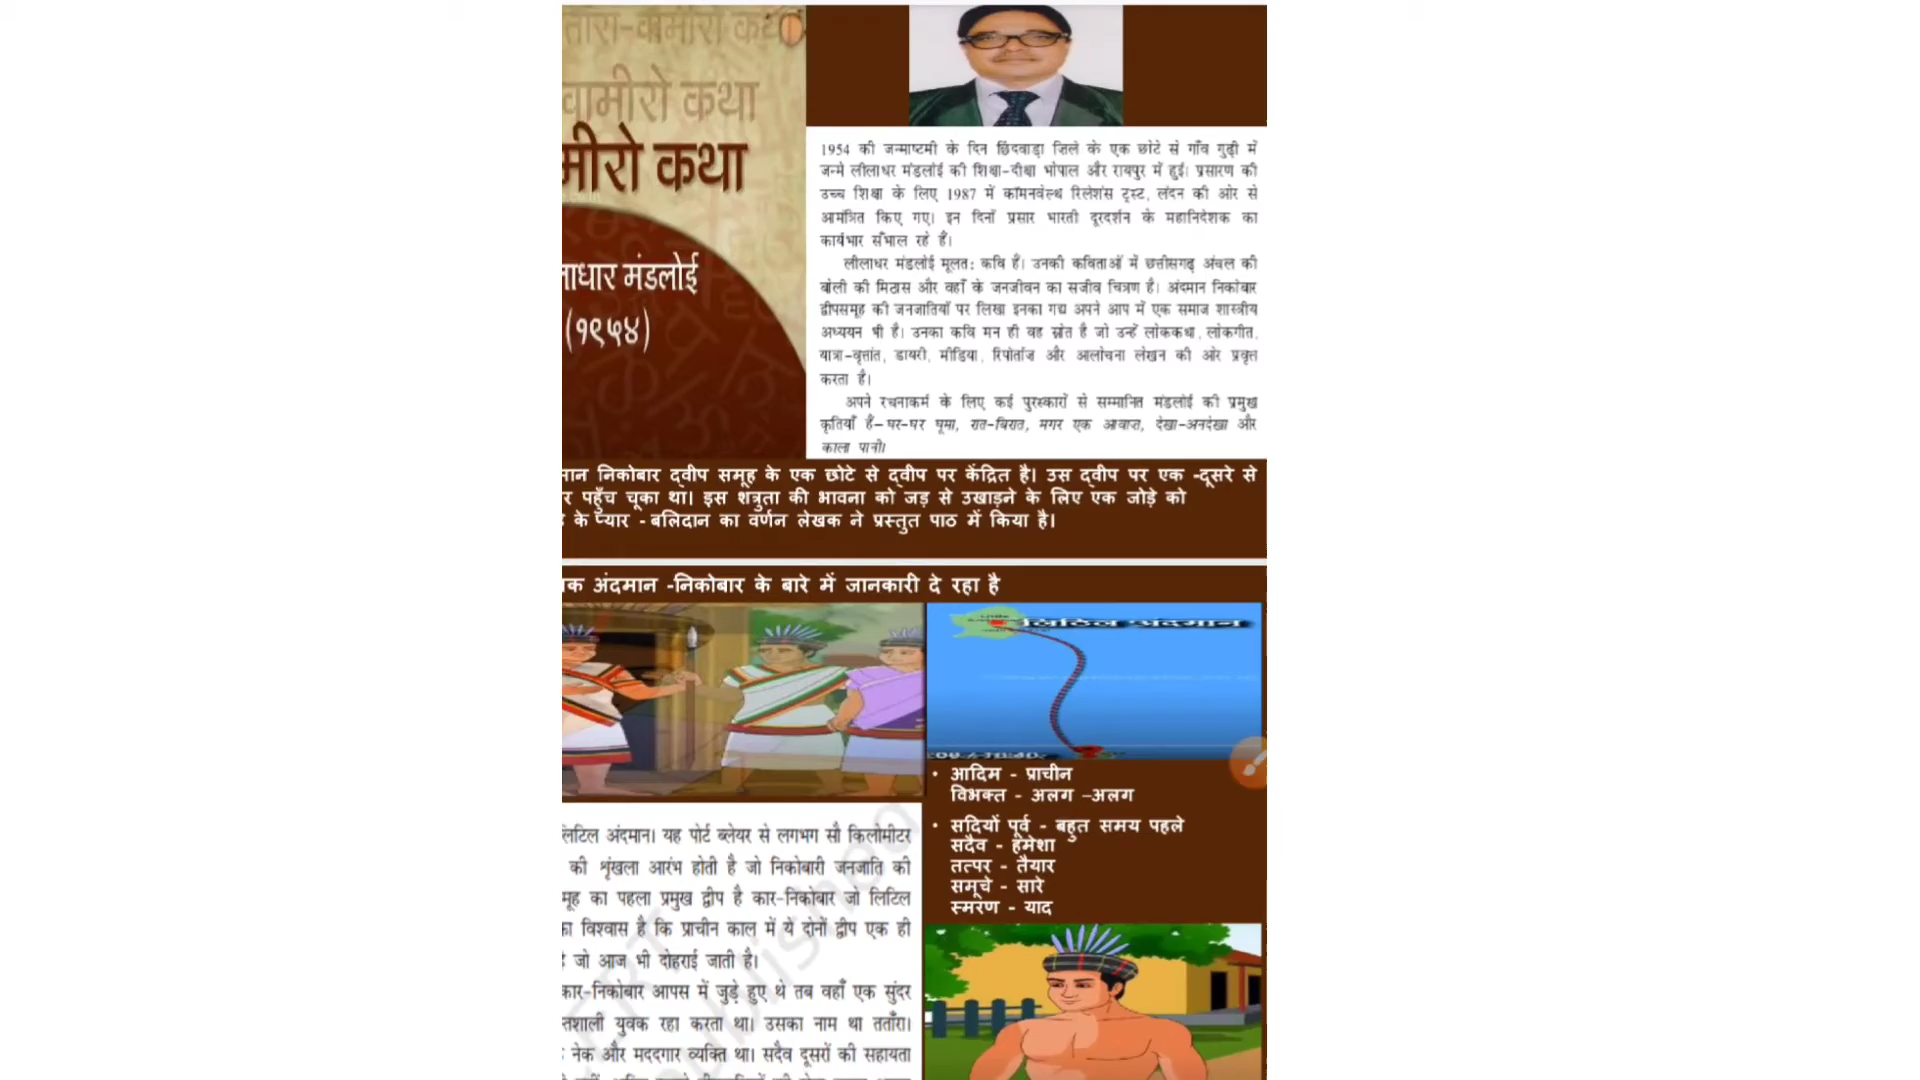 तारा-वामीरो कथा
वामीरो कथा
मीरो कथा
लाधार मंडलोई
(१९५४)
1954 की जन्माष्टमी के दिन छिंदवाड़ा ज़िले के एक छोटे से गाँव गुढ़ी में
जन्मे लीलाधर मंडलोई की शिक्षा-दीक्षा भोपाल और रायपुर में हुई। प्रसारण की
उच्च शिक्षा के लिए 1987 में कॉमनवेल्थ रिलेशंस ट्रस्ट, लंदन की ओर से
आमंत्रित किए गए। इन दिनों प्रसार भारती दूरदर्शन के महानिदेशक का
कार्यभार सँभाल रहे हैं।
लीलाधर मंडलोई मूलत: कवि हैं। उनकी कविताओं में छत्तीसगढ़ अंचल की
बोली की मिठास और वहाँ के जनजीवन का सजीव चित्रण है। अंदमान निकोबार
द्वीपसमूह की जनजातियों पर लिखा इनका गद्य अपने आप में एक समाज शास्त्रीय
अध्ययन भी है। उनका कवि मन ही वह स्रोत है जो उन्हें लोककथा, लोकगीत,
यात्रा-वृत्तांत, डायरी, मीडिया, रिपोर्ताज और आलोचना लेखन की ओर प्रवृत्त
करता है।
अपने रचनाकर्म के लिए कई पुरस्कारों से सम्मानित मंडलोई की प्रमुख
कृतियाँ हैं-घर-घर घूमा, रात-बिरात, मगर एक आवाज़, देखा-अनदेखा और
काला पानी।
मान निकोबार द्वीप समूह के एक छोटे से द्वीप पर केंद्रित है। उस द्वीप पर एक -दूसरे से
र पहुँच चूका था। इस शत्रुता की भावना को जड़ से उखाड़ने के लिए एक जोड़े को
के प्यार - बलिदान का वर्णन लेखक ने प्रस्तुत पाठ में किया है।
क अंदमान -निकोबार के बारे में जानकारी दे रहा है
लिटिल अंदमान
• आदिम - प्राचीन
विभक्त - अलग –अलग
• सदियों पूर्व - बहुत समय पहले
सदैव - हमेशा
तत्पर - तैयार
समूचे - सारे
स्मरण - याद
लिटिल अंदमान। यह पोर्ट ब्लेयर से लगभग सौ किलोमीटर
की शृंखला आरंभ होती है जो निकोबारी जनजाति की
मूह का पहला प्रमुख द्वीप है कार-निकोबार जो लिटिल
का विश्वास है कि प्राचीन काल में ये दोनों द्वीप एक ही
जो आज भी दोहराई जाती है।
कार-निकोबार आपस में जुड़े हुए थे तब वहाँ एक सुंदर
क्तिशाली युवक रहा करता था। उसका नाम था तताँरा।
नेक और मददगार व्यक्ति था। सदैव दूसरों की सहायता